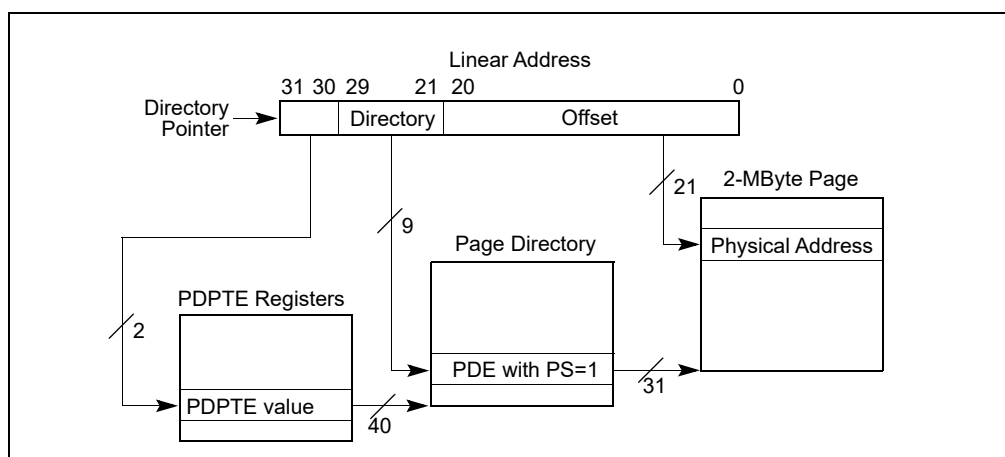 Linear Address
31 30 29 21 20 0
Directory Pointer
Directory
Offset
2-MByte Page
21
9
Physical Address
Page Directory
PDPTE Registers
2
PDE with PS=1
31
PDPTE value
40